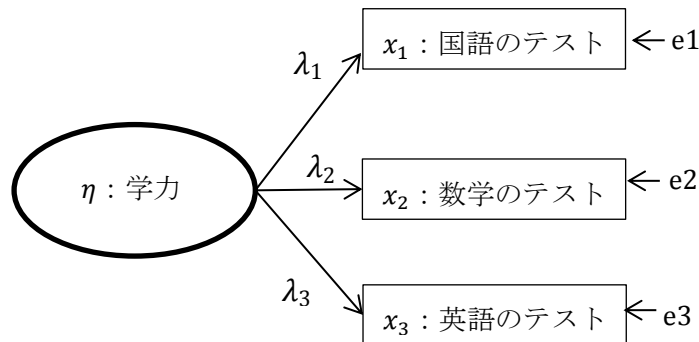 x₁：国語のテスト
e1
λ₁
λ₂
η：学力
x₂：数学のテスト
e2
λ₃
x₃：英語のテスト
e3